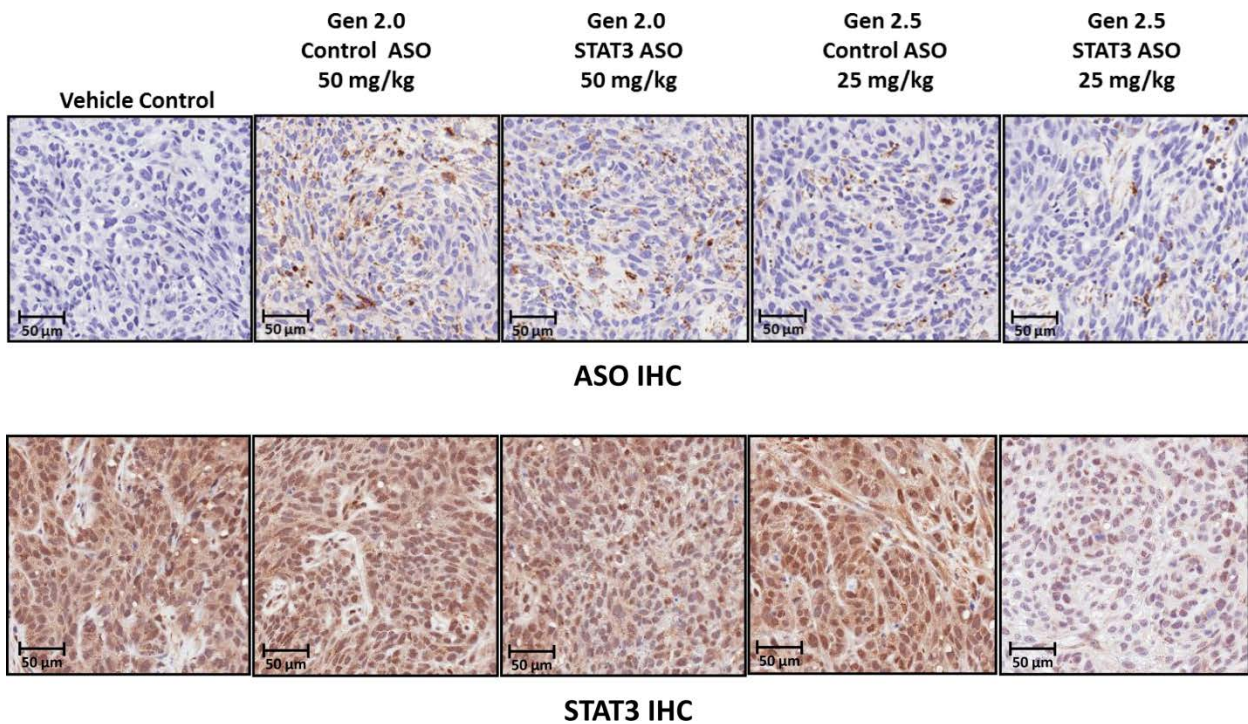 Gen 2.0
Control ASO
50 mg/kg
Gen 2.0
STAT3 ASO
50 mg/kg
Gen 2.5
Control ASO
25 mg/kg
Gen 2.5
STAT3 ASO
25 mg/kg
Vehicle Control
50 µm
50 µm
50 µm
50 µm
50 µm
ASO IHC
50 µm
50 µm
50 µm
50 µm
50 µm
STAT3 IHC